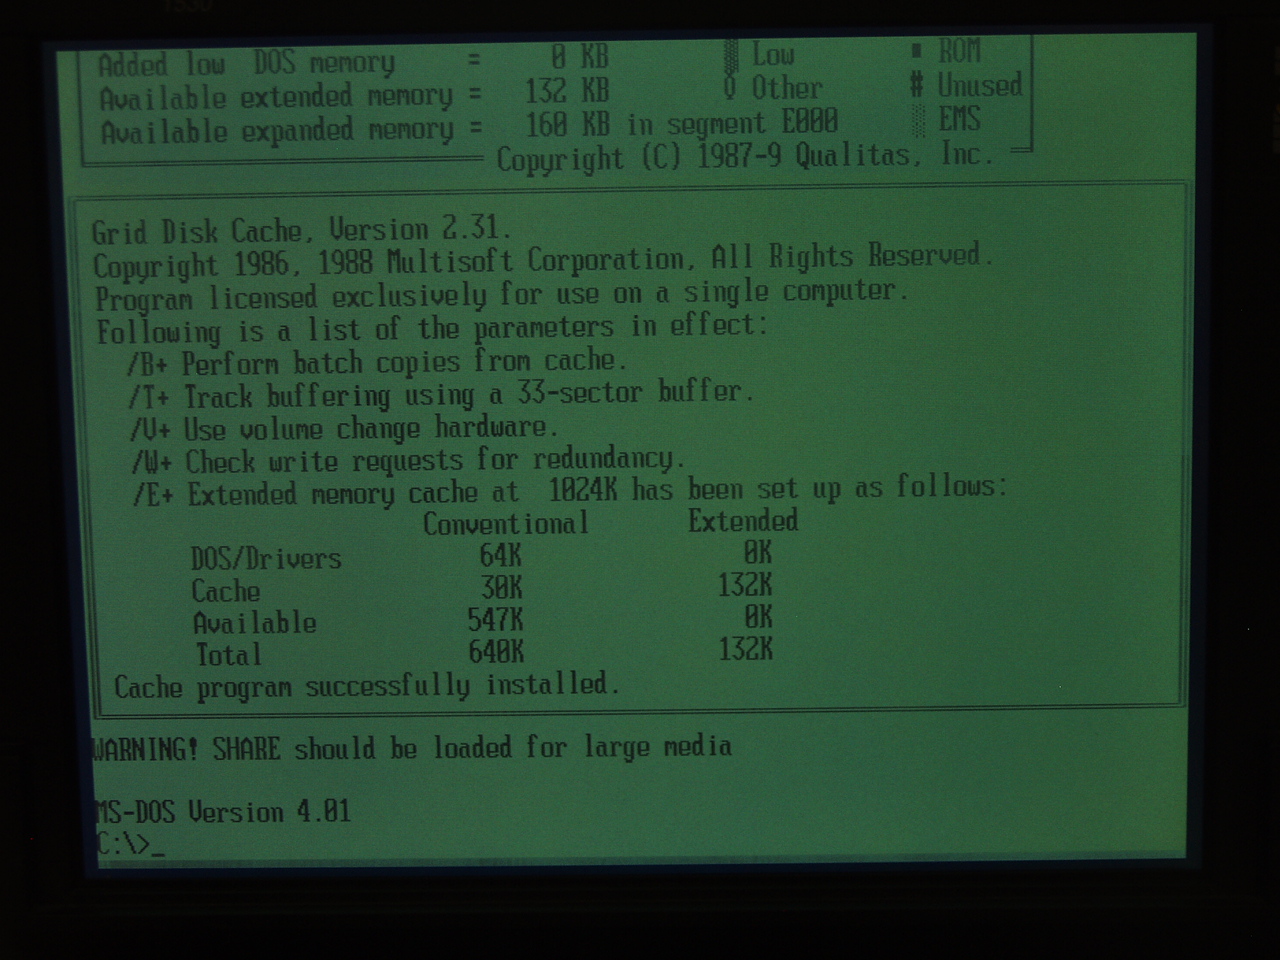 1530
Added low DOS memory = 0 KB Low ROM
Available extended memory = 132 KB Other # Unused
Available expanded memory = 160 KB in segment E000 EMS
Copyright (C) 1987-9 Qualitas, Inc.
Grid Disk Cache, Version 2.31.
Copyright 1986, 1988 Multisoft Corporation, All Rights Reserved.
Program licensed exclusively for use on a single computer.
Following is a list of the parameters in effect:
/B+ Perform batch copies from cache.
/T+ Track buffering using a 33-sector buffer.
/V+ Use volume change hardware.
/W+ Check write requests for redundancy.
/E+ Extended memory cache at 1024K has been set up as follows:
Conventional Extended
DOS/Drivers 64K 0K
Cache 30K 132K
Available 547K 0K
Total 640K 132K
Cache program successfully installed.
WARNING! SHARE should be loaded for large media
MS-DOS Version 4.01
C:\>_